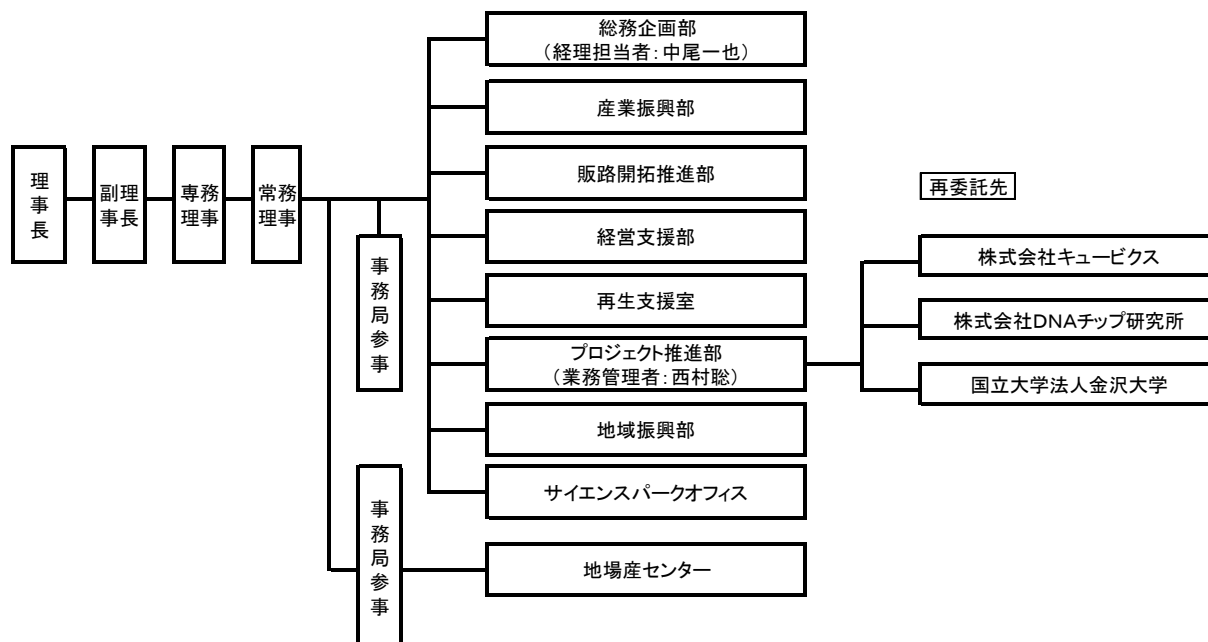 総務企画部
（経理担当者：中尾一也）
産業振興部
販路開拓推進部
経営支援部
再生支援室
プロジェクト推進部
（業務管理者：西村聡）
地域振興部
サイエンスパークオフィス
地場産センター
理事長
副理事長
専務理事
常務理事
事務局参事
事務局参事
再委託先
株式会社キュービクス
株式会社DNAチップ研究所
国立大学法人金沢大学